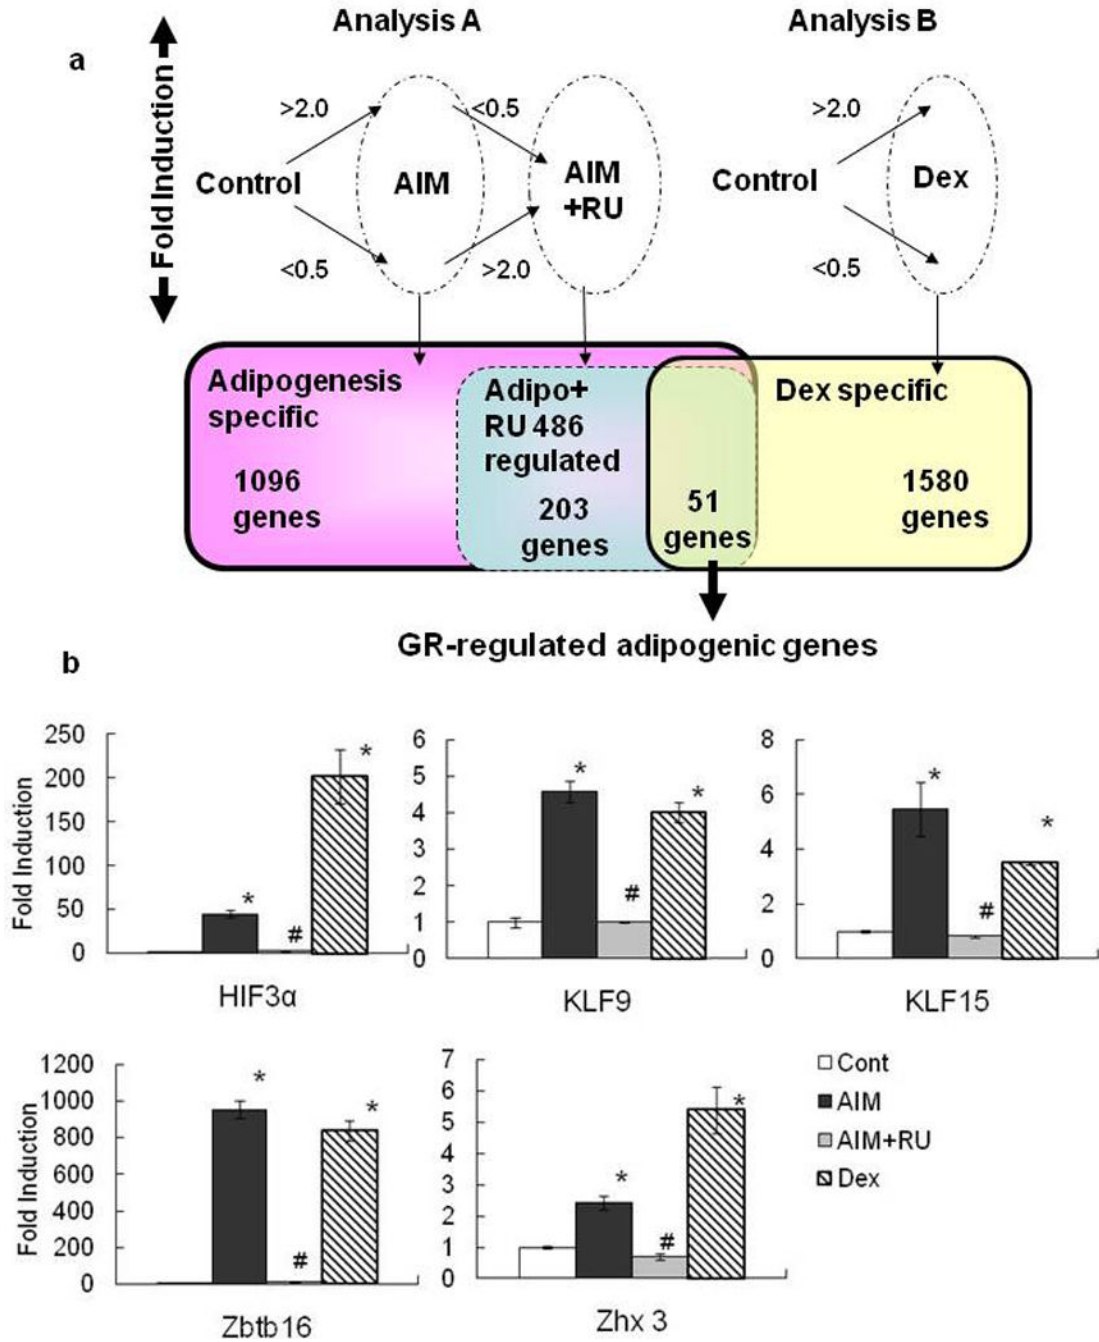 Analysis A
Analysis B
a
Fold Induction
>2.0
<0.5
>2.0
Control
AIM
AIM
+RU
Control
Dex
<0.5
>2.0
<0.5
Adipogenesis
specific
Adipo+
RU 486
regulated
Dex specific
1096
genes
203
genes
51
genes
1580
genes
GR-regulated adipogenic genes
b
Fold Induction
250
200
150
100
50
0
*
#
*
HIF3α
6
5
4
3
2
1
0
*
#
*
KLF9
8
6
4
2
0
*
#
*
KLF15
Fold Induction
1200
1000
800
600
400
200
0
*
#
*
Zbtb16
7
6
5
4
3
2
1
0
*
#
*
Zhx 3
Cont
AIM
AIM+RU
Dex